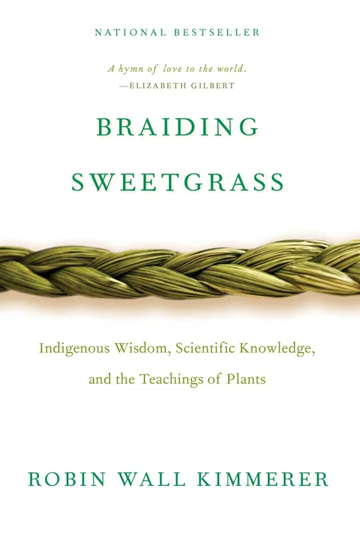 NATIONAL BESTSELLER
A hymn of love to the world.
—ELIZABETH GILBERT
BRAIDING
SWEETGRASS
Indigenous Wisdom, Scientific Knowledge,
and the Teachings of Plants
ROBIN WALL KIMMERER